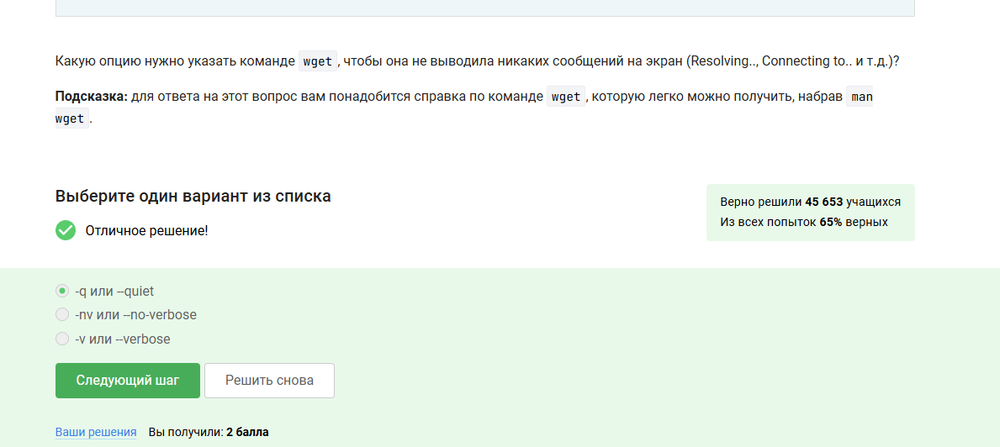 Какую опцию нужно указать команде wget, чтобы она не выводила никаких сообщений на экран (Resolving.., Connecting to.. и т.д.)?
Подсказка: для ответа на этот вопрос вам понадобится справка по команде wget, которую легко можно получить, набрав man
wget.
Выберите один вариант из списка
Отличное решение!
Верно решили 45 653 учащихся
Из всех попыток 65% верных
-q или --quiet
-nv или --no-verbose
-v или --verbose
Следующий шаг
Решить снова
Ваши решения Вы получили: 2 балла